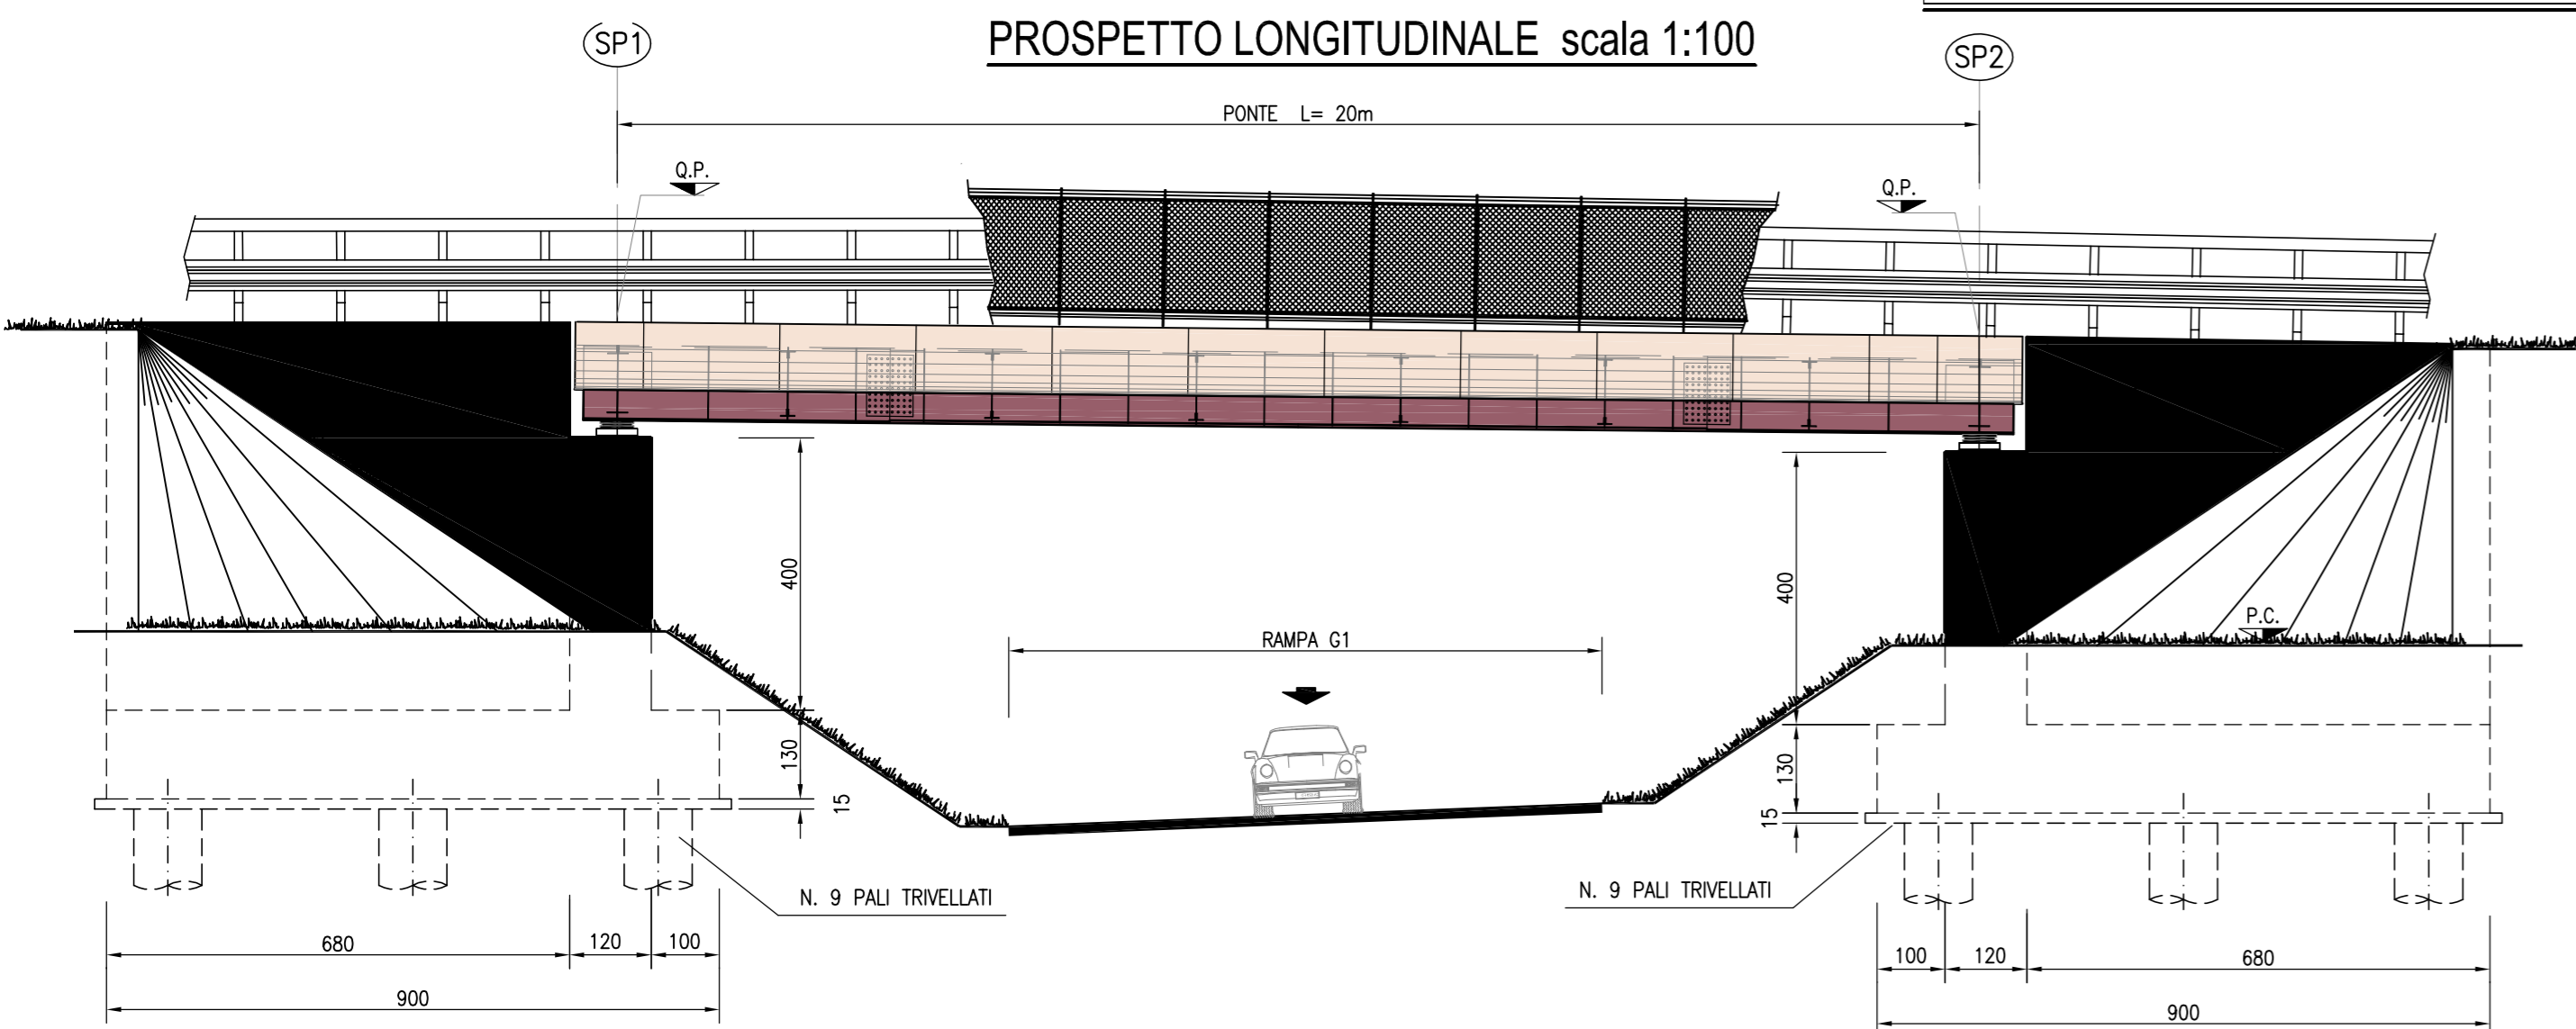 PROSPETTO LONGITUDINALE scala 1:100
SP1
SP2
PONTE L= 20m
Q.P.
Q.P.
400
400
RAMPA G1
P.C.
130
130
15
15
N. 9 PALI TRIVELLATI
N. 9 PALI TRIVELLATI
680
120
100
100
120
680
900
900